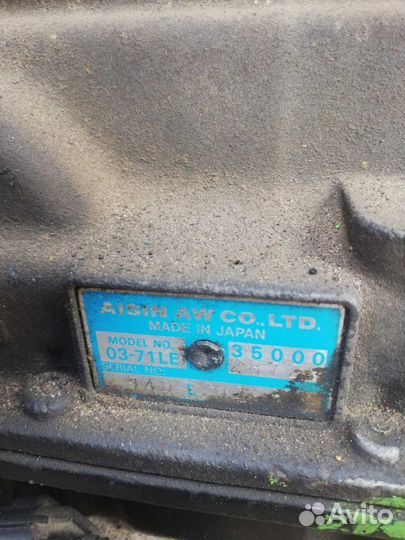 AISIN AW CO., LTD.
MADE IN JAPAN
MODEL NO.
03-71LE 35000
SERIAL NO.
Avito